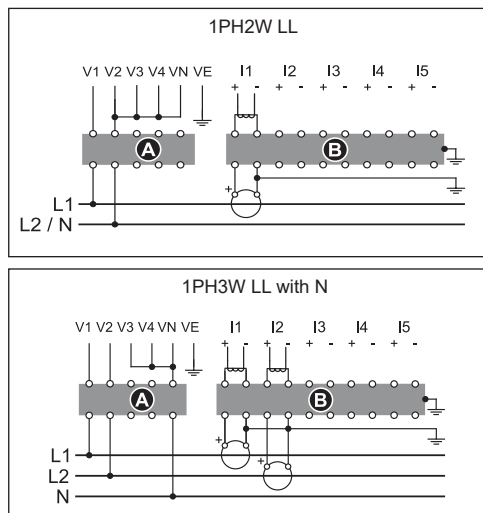 1PH2W LL
V1 V2 V3 V4 VN VE I1 I2 I3 I4 I5
+ - + - + - + - + -
A B
+
L1
L2 / N
1PH3W LL with N
V1 V2 V3 V4 VN VE I1 I2 I3 I4 I5
+ - + - + - + - + -
A B
+
L1
+
L2
N